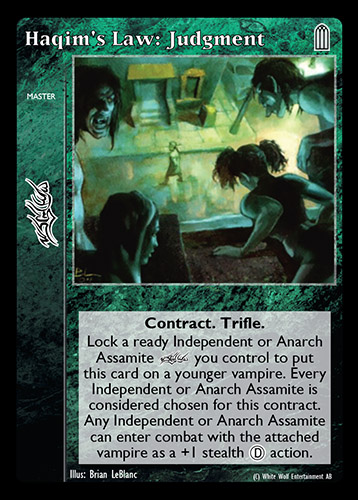 Haqim's Law: Judgment
MASTER
Contract. Trifle.
Lock a ready Independent or Anarch
Assamite you control to put
this card on a younger vampire. Every
Independent or Anarch Assamite is
considered chosen for this contract.
Any Independent or Anarch Assamite
can enter combat with the attached
vampire as a +1 stealth D action.
Illus: Brian LeBlanc
(C) White Wolf Entertainment AB